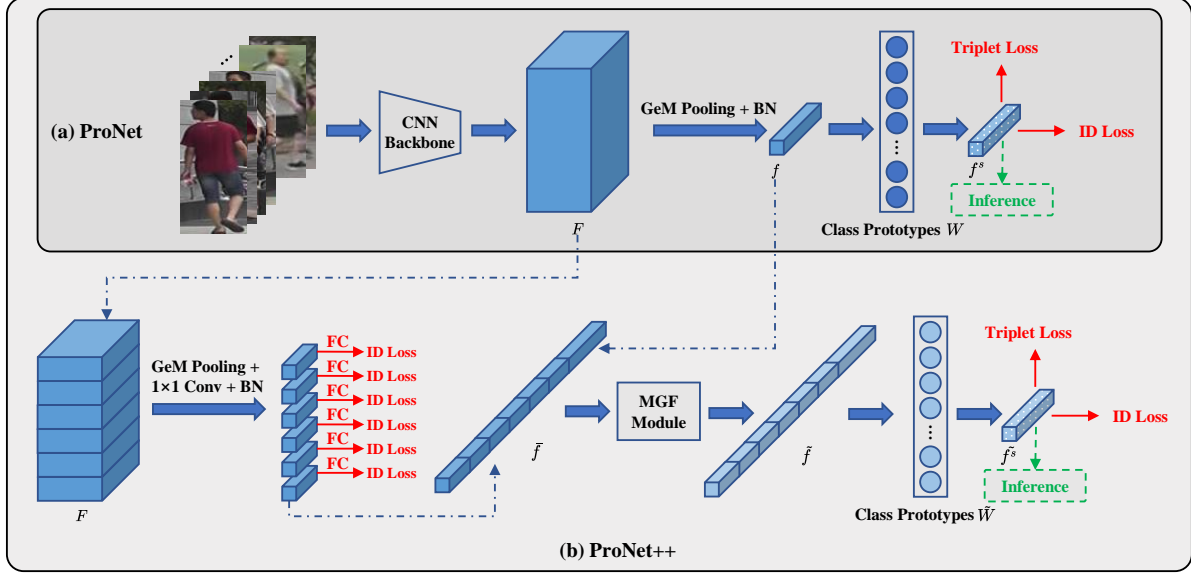 (a) ProNet
...
CNN
Backbone
F
GeM Pooling + BN
f
...
Class Prototypes W
f^s
Triplet Loss
ID Loss
Inference
F
GeM Pooling +
1×1 Conv + BN
FC
ID Loss
FC
ID Loss
FC
ID Loss
FC
ID Loss
FC
ID Loss
FC
ID Loss
f̄
MGF
Module
f̃
...
Class Prototypes W̃
f̃^s
Triplet Loss
ID Loss
Inference
(b) ProNet++